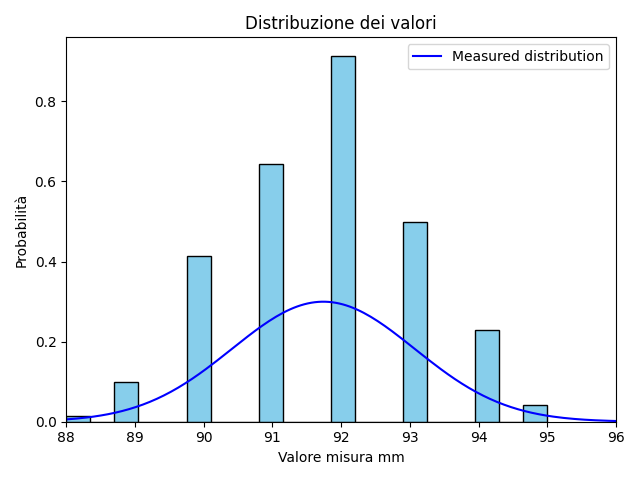 Distribuzione dei valori
Measured distribution
Probabilità
0.8
0.6
0.4
0.2
0.0
88 89 90 91 92 93 94 95 96
Valore misura mm